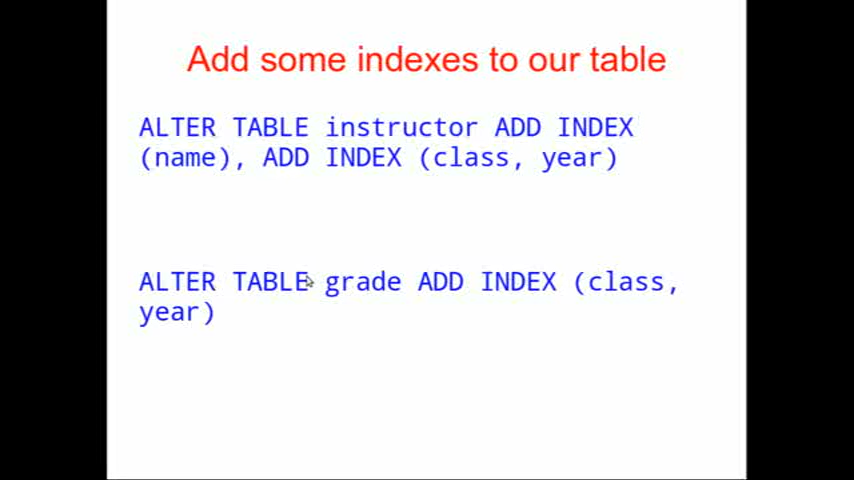 Add some indexes to our table
ALTER TABLE instructor ADD INDEX
(name), ADD INDEX (class, year)
ALTER TABLE grade ADD INDEX (class,
year)